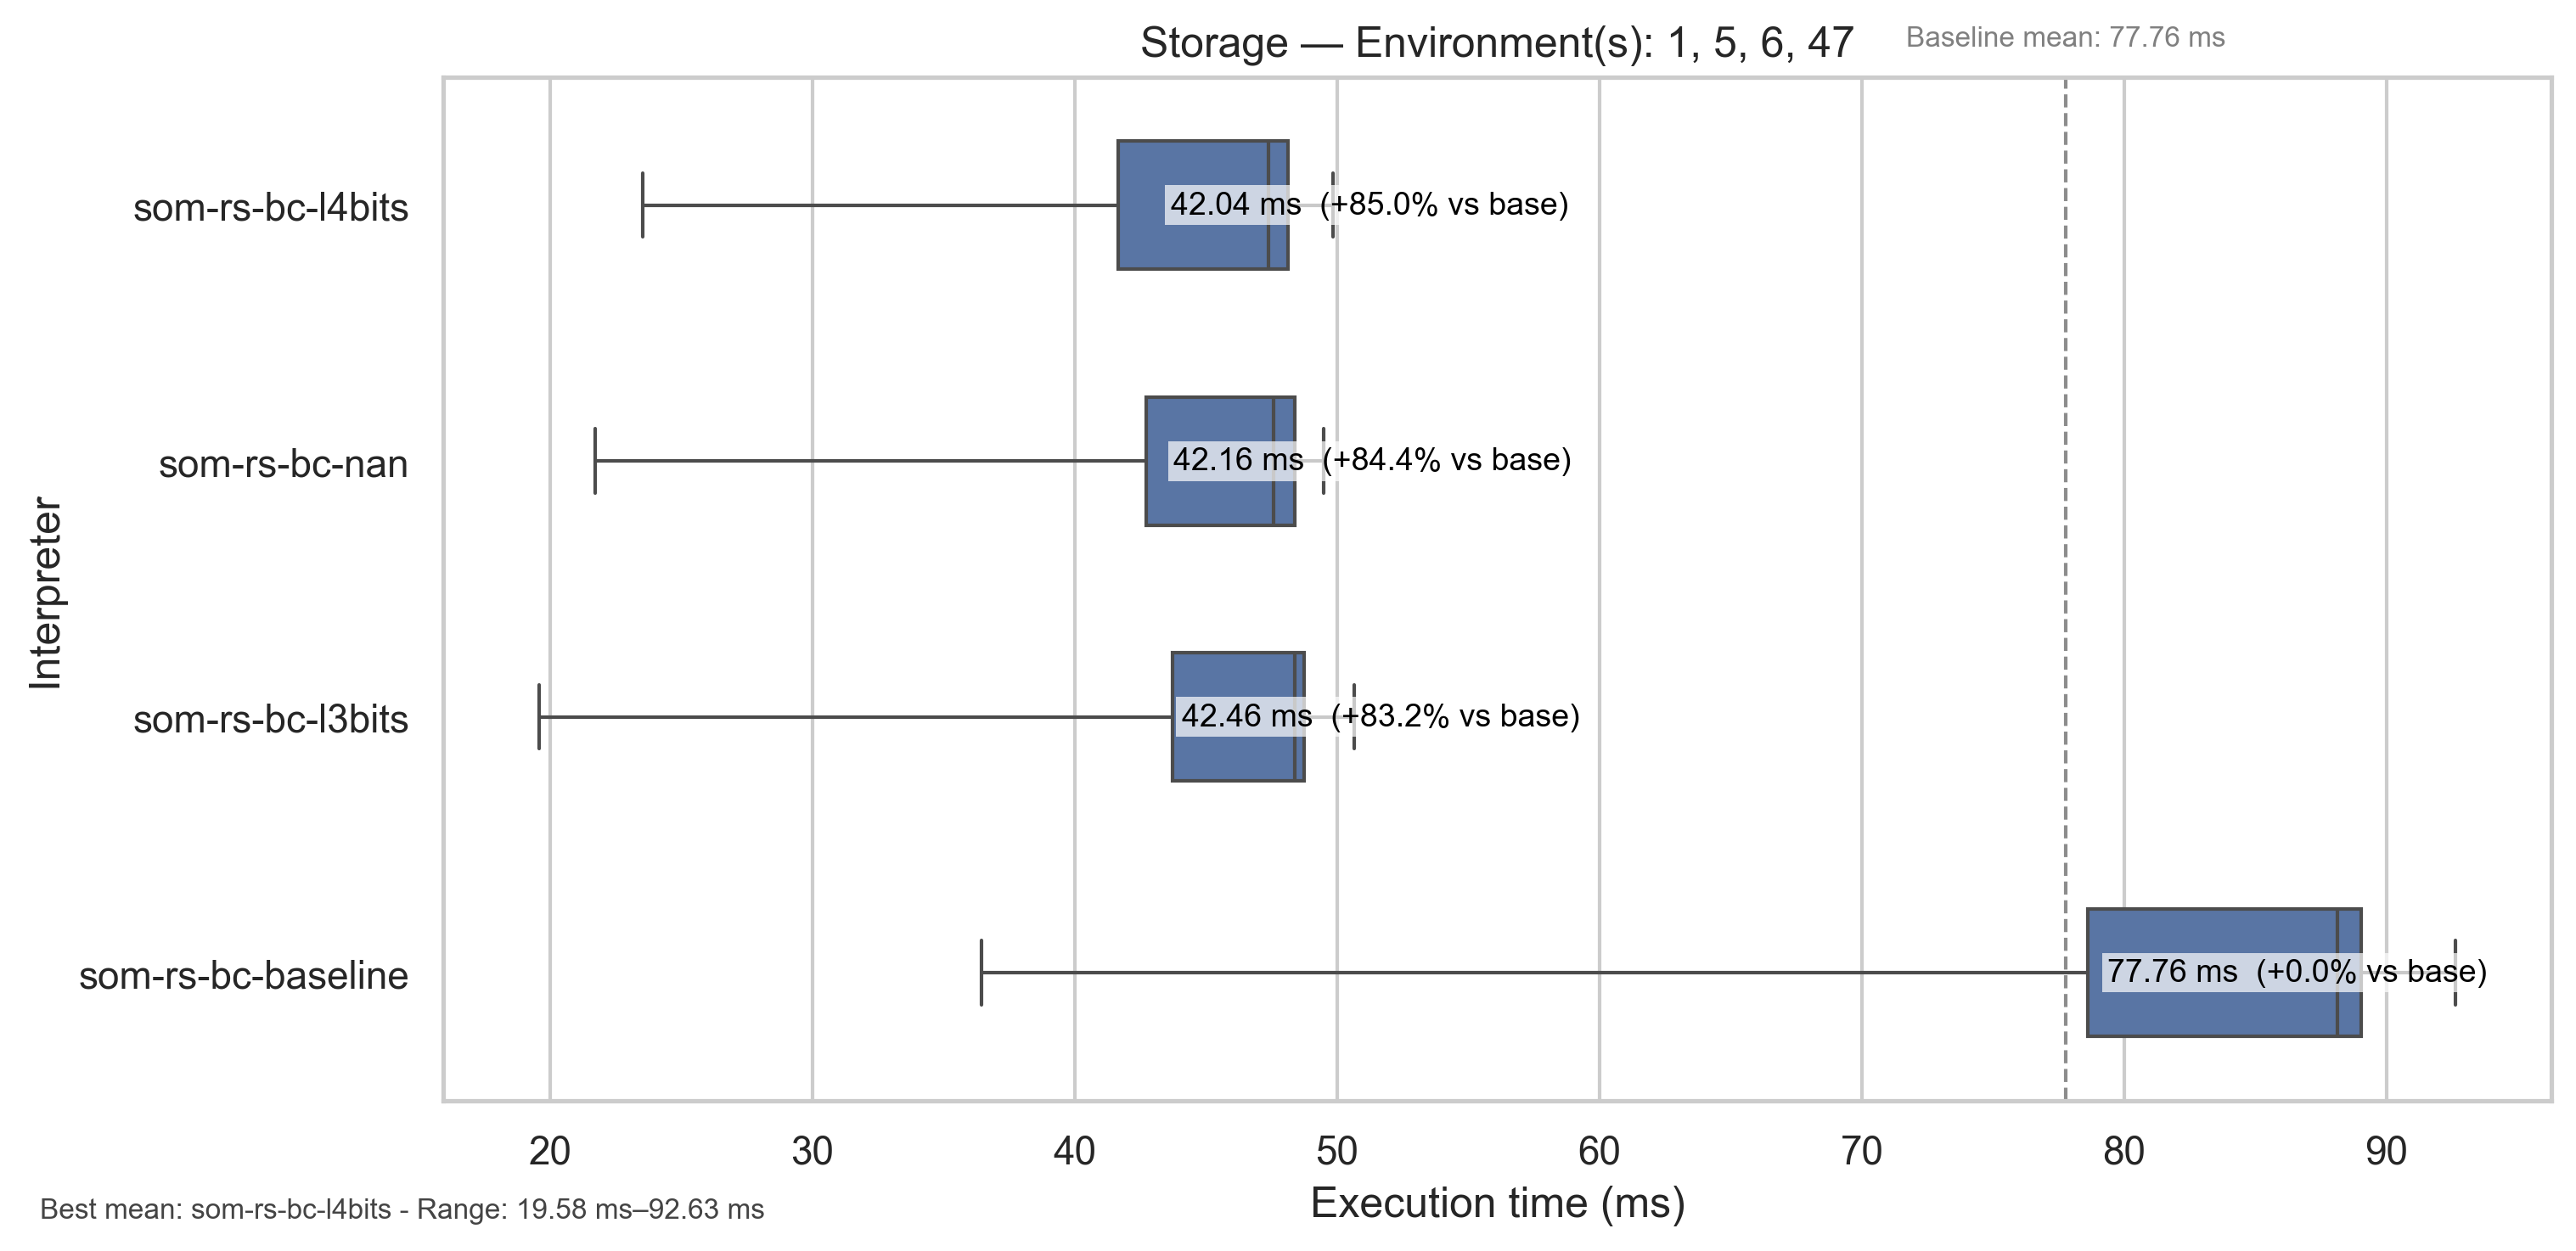 Storage — Environment(s): 1, 5, 6, 47
Baseline mean: 77.76 ms
Interpreter
som-rs-bc-l4bits
42.04 ms  (+85.0% vs base)
som-rs-bc-nan
42.16 ms  (+84.4% vs base)
som-rs-bc-l3bits
42.46 ms  (+83.2% vs base)
som-rs-bc-baseline
77.76 ms  (+0.0% vs base)
20 30 40 50 60 70 80 90
Execution time (ms)
Best mean: som-rs-bc-l4bits - Range: 19.58 ms–92.63 ms